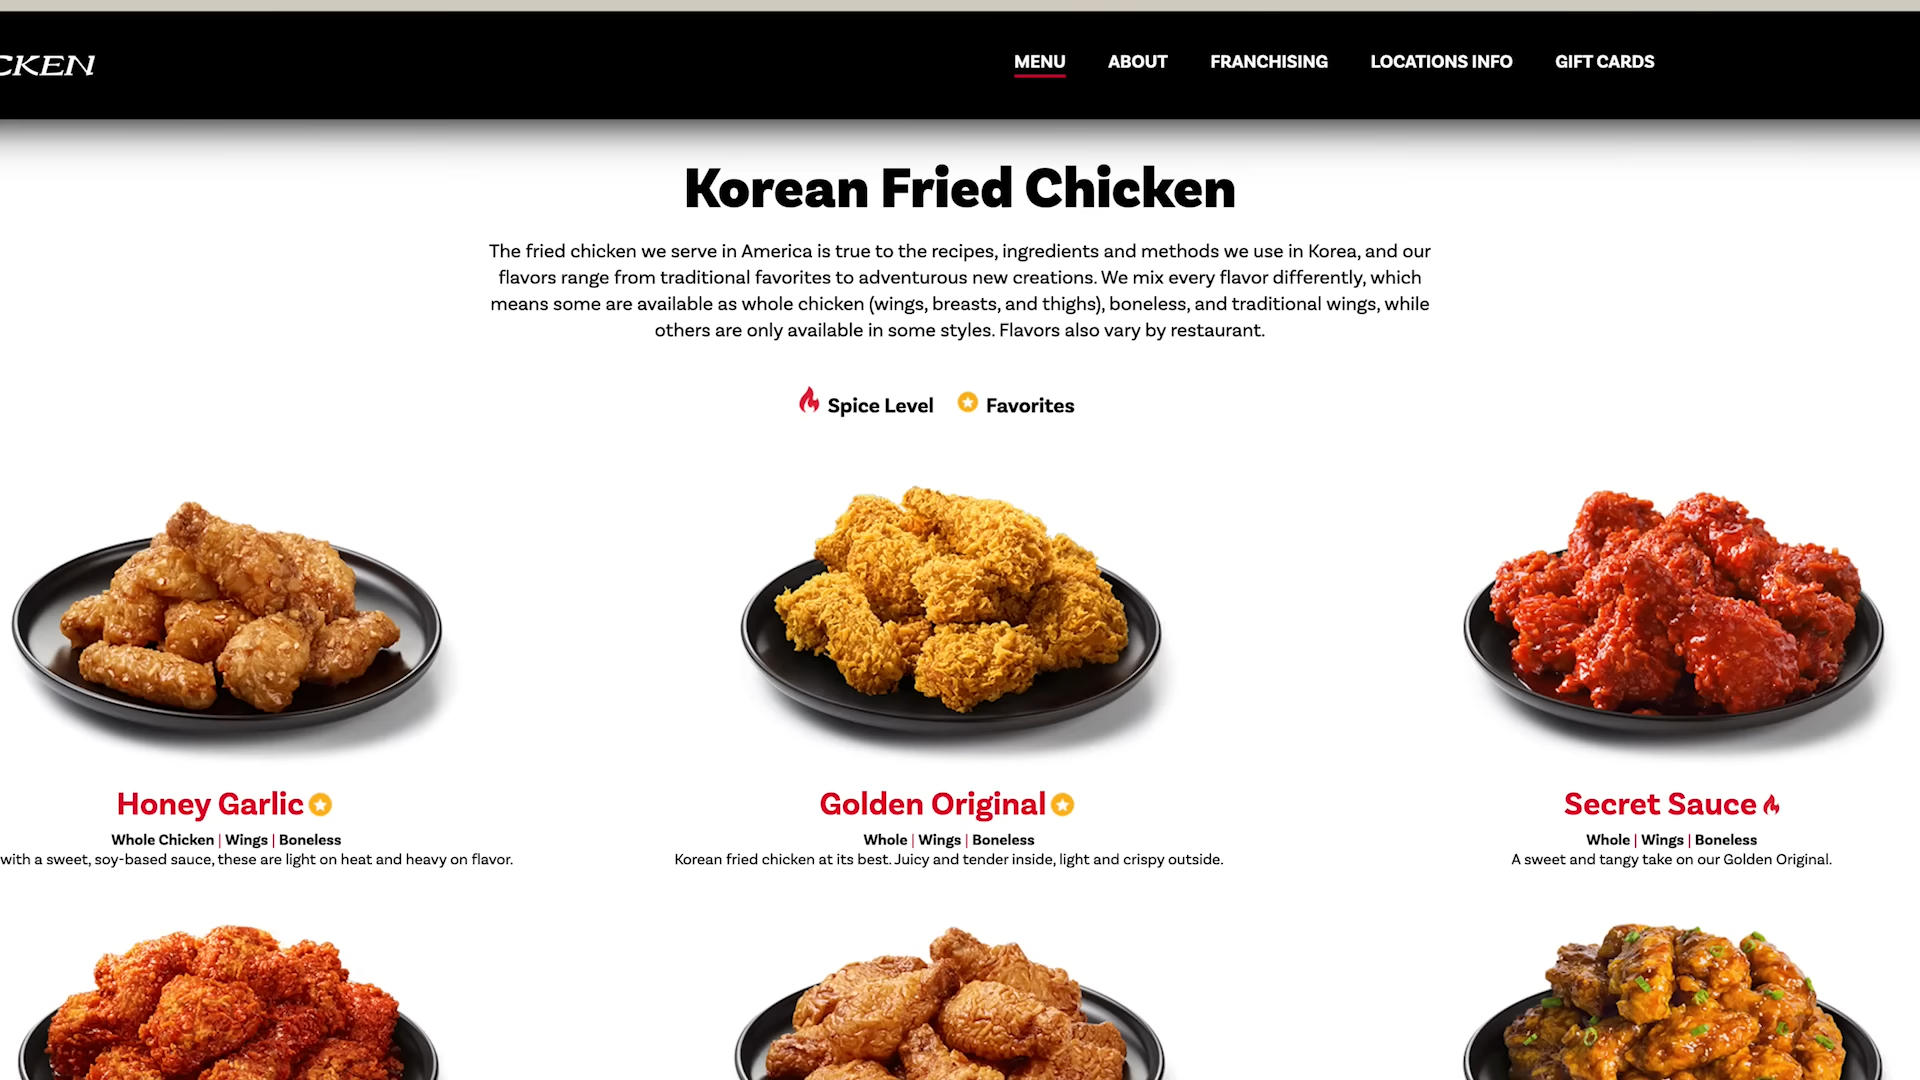 CKEN
MENU ABOUT FRANCHISING LOCATIONS INFO GIFT CARDS
Korean Fried Chicken
The fried chicken we serve in America is true to the recipes, ingredients and methods we use in Korea, and our
flavors range from traditional favorites to adventurous new creations. We mix every flavor differently, which
means some are available as whole chicken (wings, breasts, and thighs), boneless, and traditional wings, while
others are only available in some styles. Flavors also vary by restaurant.
Spice Level Favorites
Honey Garlic
Whole Chicken | Wings | Boneless
with a sweet, soy-based sauce, these are light on heat and heavy on flavor.
Golden Original
Whole | Wings | Boneless
Korean fried chicken at its best. Juicy and tender inside, light and crispy outside.
Secret Sauce
Whole | Wings | Boneless
A sweet and tangy take on our Golden Original.